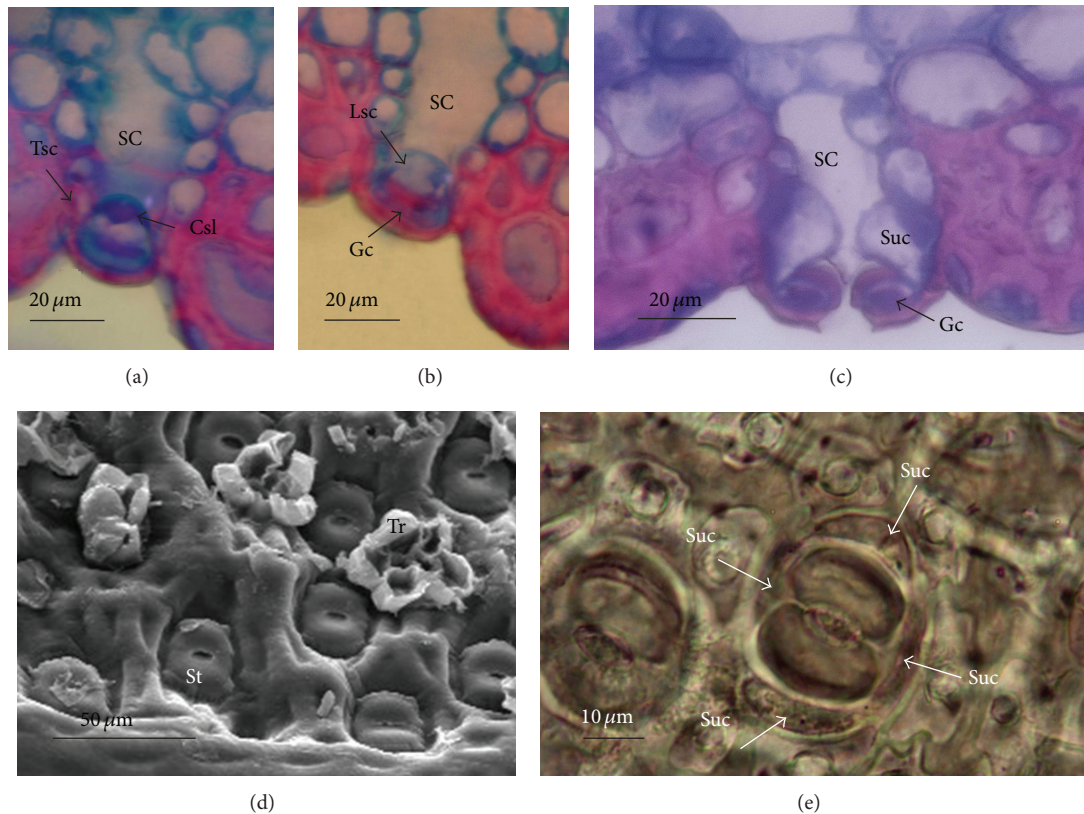 SC
Tsc
Csl
20 μm
(a)
SC
Lsc
Gc
20 μm
(b)
SC
Suc
20 μm
Gc
(c)
Tr
St
50 μm
(d)
Suc
Suc
Suc
Suc
10 μm
(e)